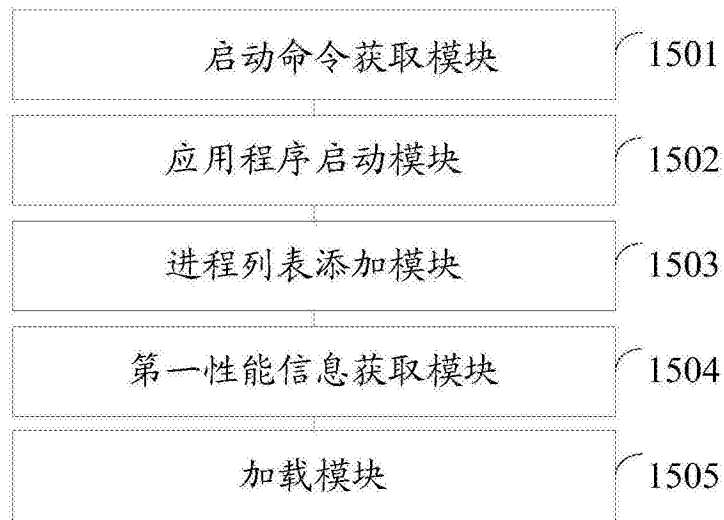 启动命令获取模块 1501
应用程序启动模块 1502
进程列表添加模块 1503
第一性能信息获取模块 1504
加载模块 1505